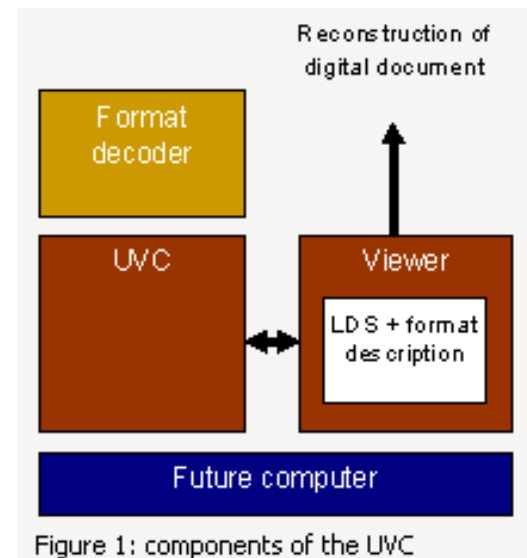 Reconstruction of
digital document
Format
decoder
UVC
Viewer
LDS + format
description
Future computer
Figure 1: components of the UVC